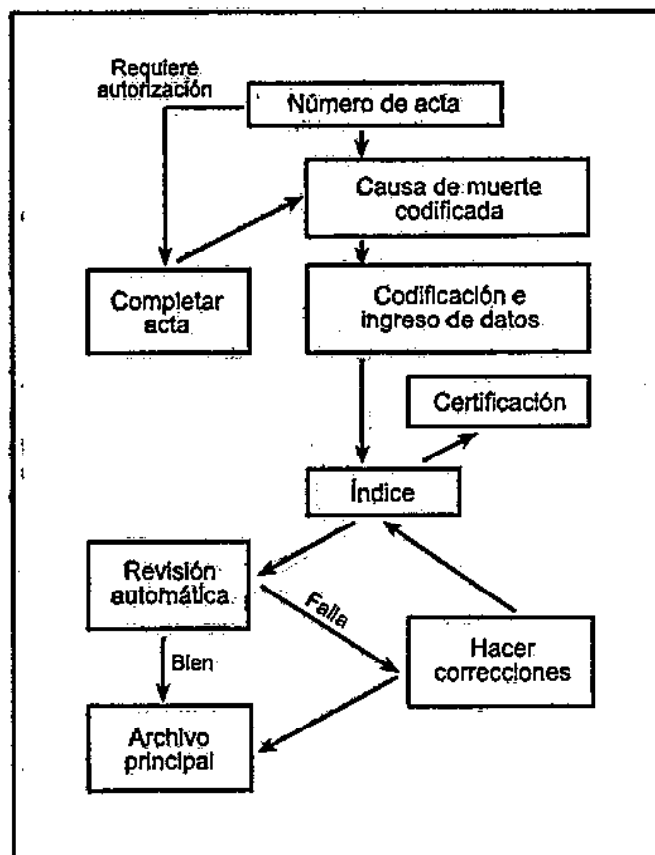 Requiere
autorización
Número de acta
Causa de muerte
codificada
Completar
acta
Codificación e
ingreso de datos
Certificación
Índice
Revisión
automática
Falla
Hacer
correcciones
Bien
Archivo
principal